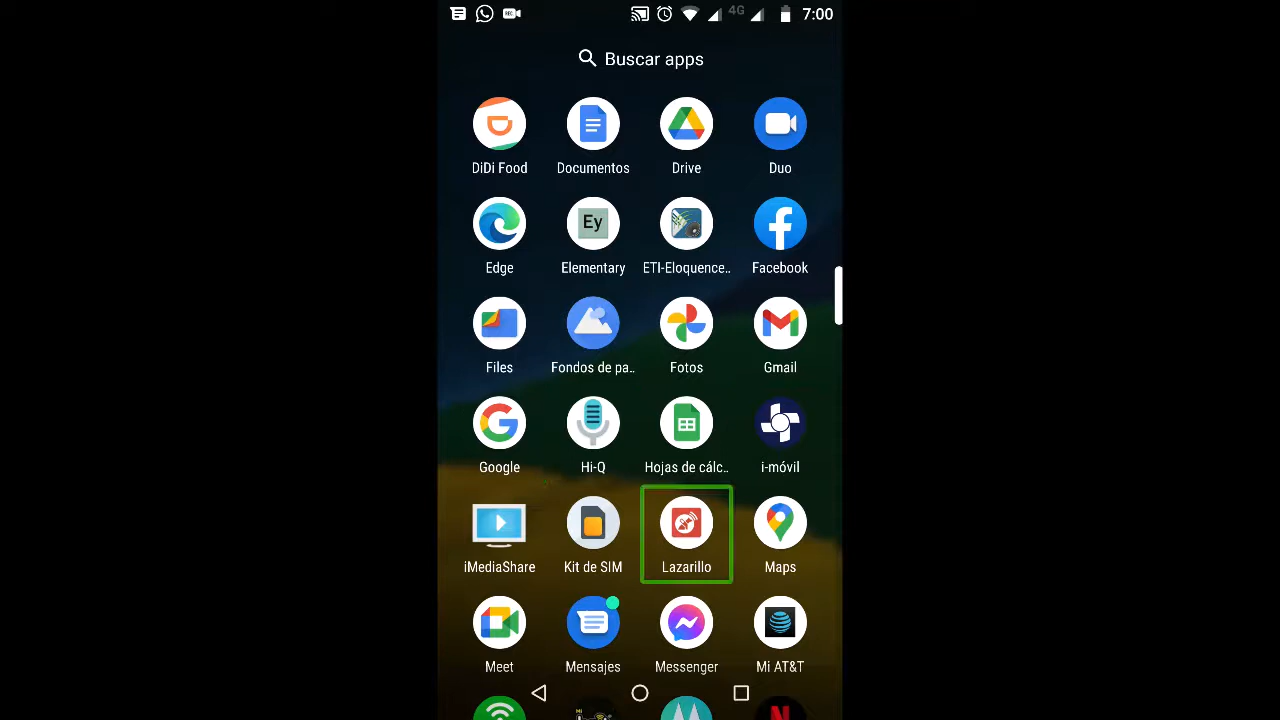 REC 4G 7:00
Buscar apps
DiDi Food Documentos Drive Duo
Ey
Edge Elementary ETI-Eloquence.. Facebook
Files Fondos de pa.. Fotos Gmail
Google Hi-Q Hojas de cálc.. i-móvil
iMediaShare Kit de SIM Lazarillo Maps
Meet Mensajes Messenger Mi AT&T